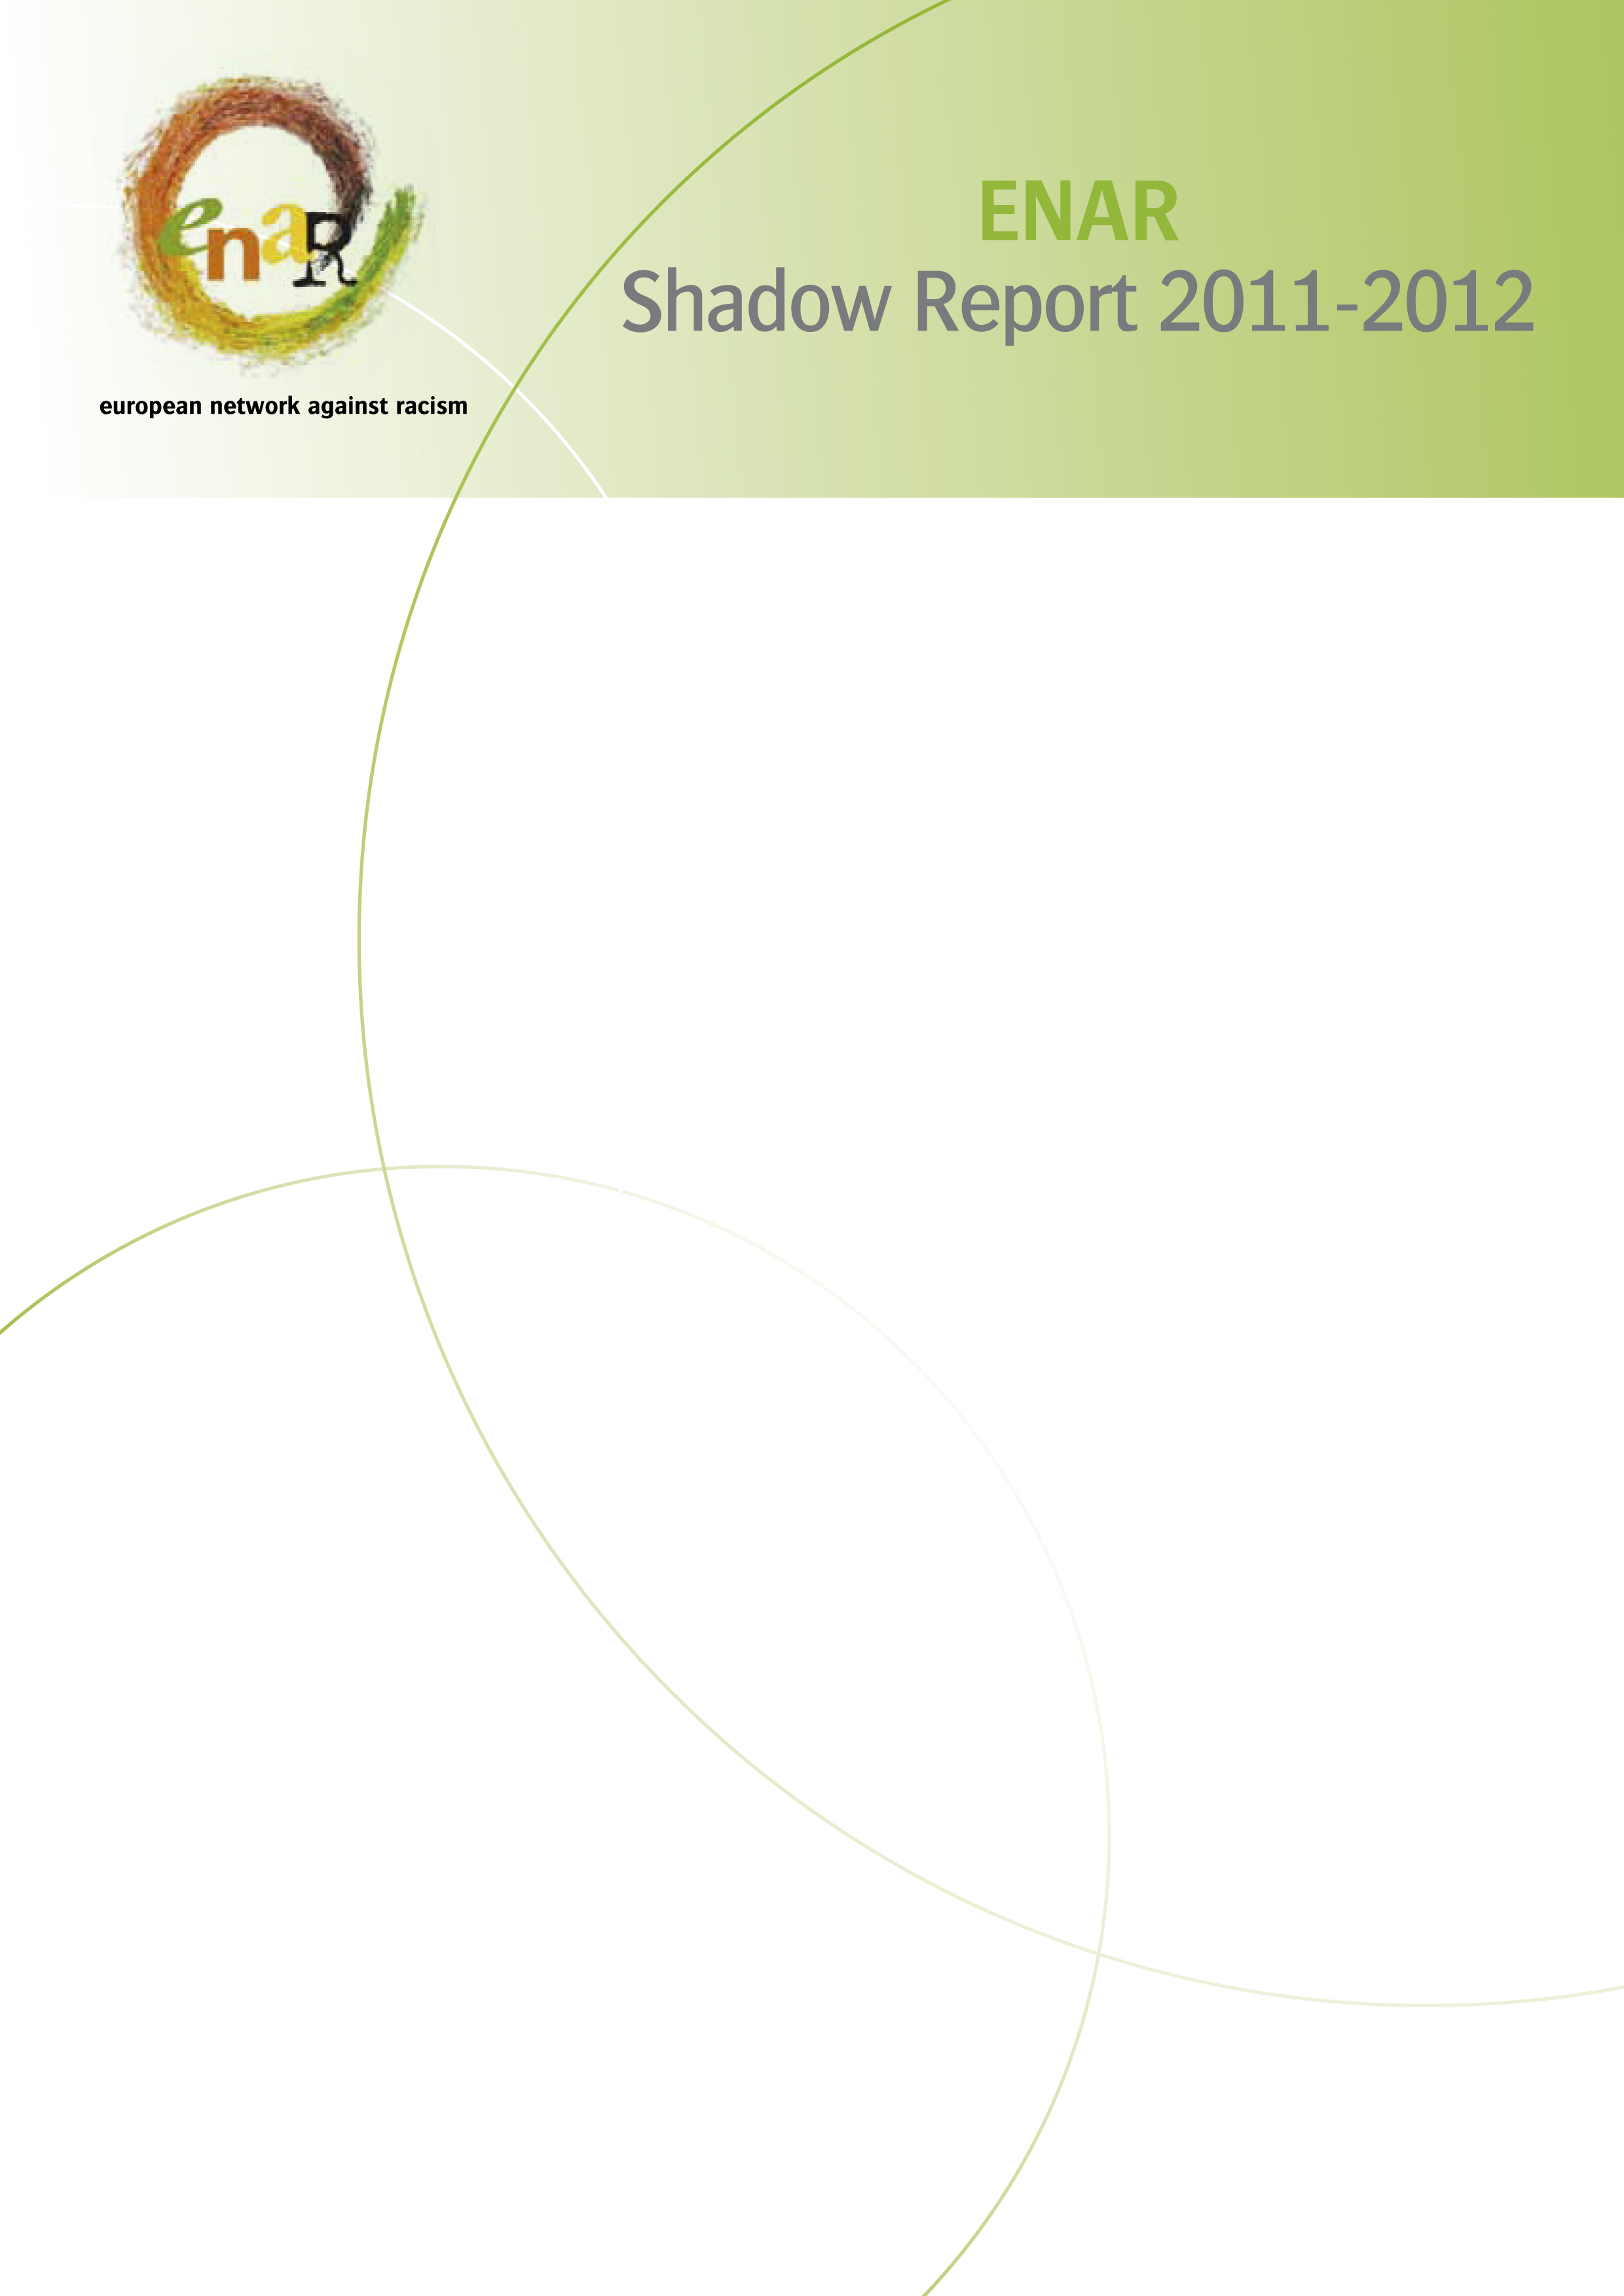 enaR
european network against racism
ENAR
Shadow Report 2011-2012